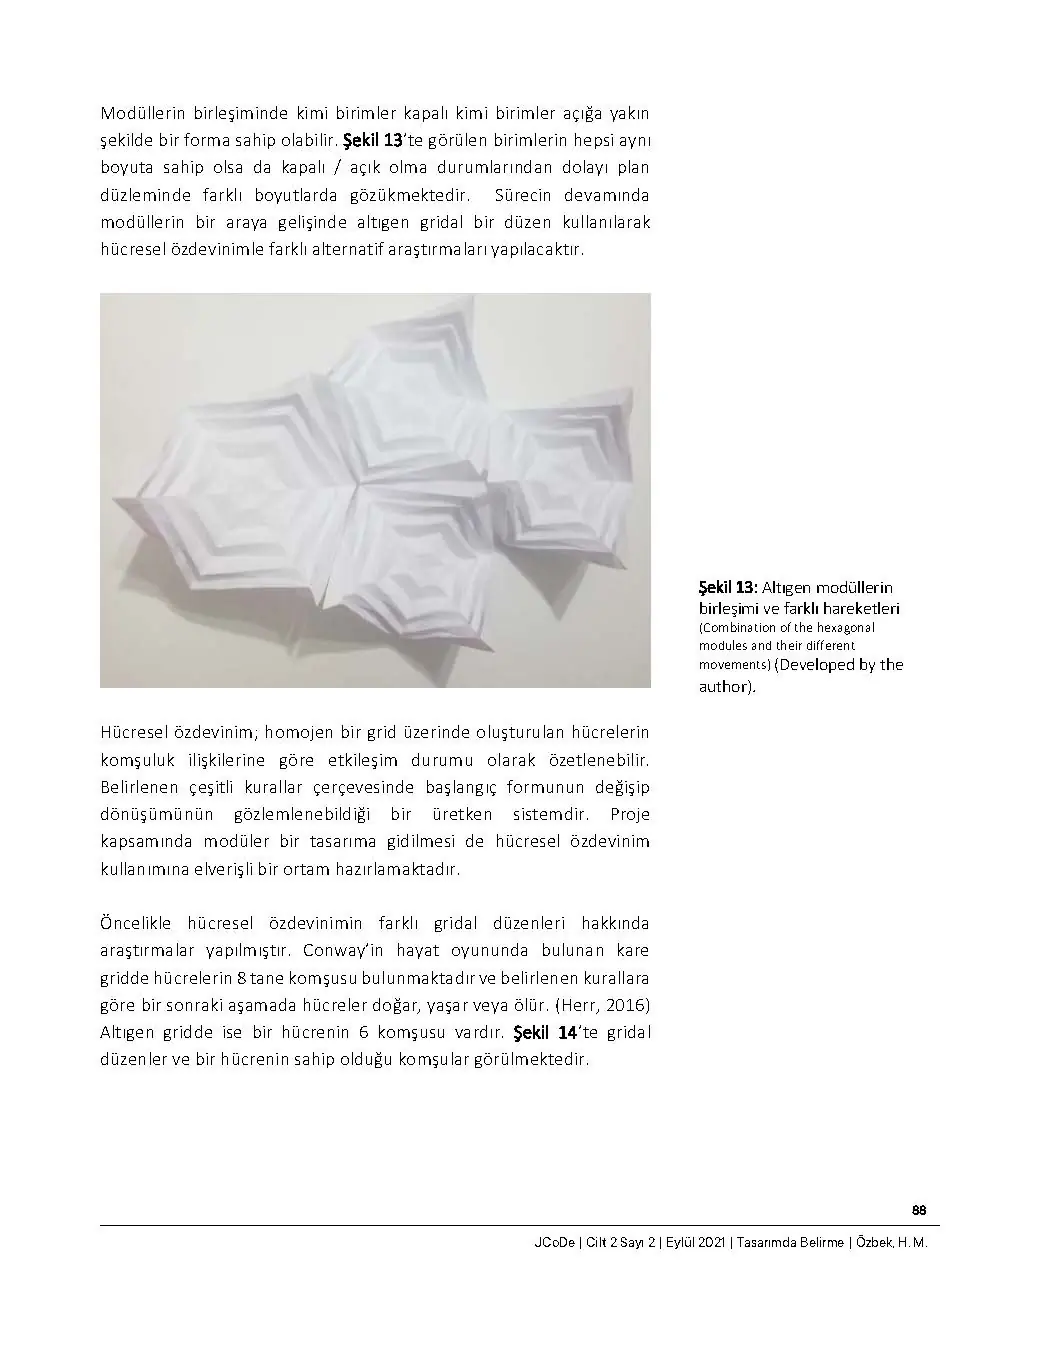 Modüllerin birleşiminde kimi birimler kapalı kimi birimler açığa yakın
şekilde bir forma sahip olabilir. Şekil 13’te görülen birimlerin hepsi aynı
boyuta sahip olsa da kapalı / açık olma durumlarından dolayı plan
düzleminde farklı boyutlarda gözükmektedir. Sürecin devamında
modüllerin bir araya gelişinde altıgen gridal bir düzen kullanılarak
hücresel özdevinimle farklı alternatif araştırmaları yapılacaktır.
Şekil 13: Altıgen modüllerin
birleşimi ve farklı hareketleri
(Combination of the hexagonal
modules and their different
movements) (Developed by the
author).
Hücresel özdevinim; homojen bir grid üzerinde oluşturulan hücrelerin
komşuluk ilişkilerine göre etkileşim durumu olarak özetlenebilir.
Belirlenen çeşitli kurallar çerçevesinde başlangıç formunun değişip
dönüşümünün gözlemlenebildiği bir üretken sistemdir. Proje
kapsamında modüler bir tasarıma gidilmesi de hücresel özdevinim
kullanımına elverişli bir ortam hazırlamaktadır.
Öncelikle hücresel özdevinimin farklı gridal düzenleri hakkında
araştırmalar yapılmıştır. Conway’in hayat oyununda bulunan kare
gridde hücrelerin 8 tane komşusu bulunmaktadır ve belirlenen kurallara
göre bir sonraki aşamada hücreler doğar, yaşar veya ölür. (Herr, 2016)
Altıgen gridde ise bir hücrenin 6 komşusu vardır. Şekil 14’te gridal
düzenler ve bir hücrenin sahip olduğu komşular görülmektedir.
88
JCoDe | Cilt 2 Sayı 2 | Eylül 2021 | Tasarımda Belirme | Özbek, H. M.